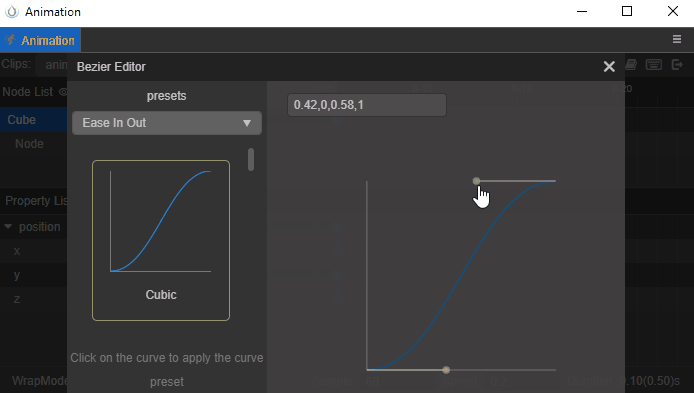 Animation
Animation
Clips:
Bezier Editor
Node List
presets
0.42,0,0.58,1
Cube
Ease In Out
Node
Property Lis
position
x
y
z
Cubic
Click on the curve to apply the curve
preset
WrapMode
0.10(0.50)s